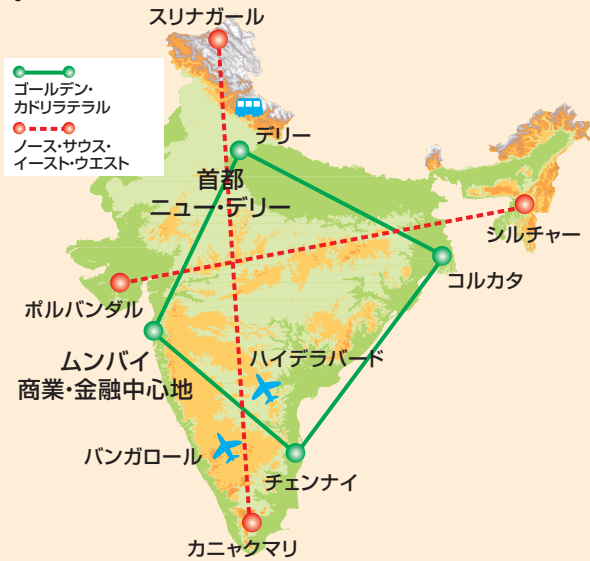 スリナガール
ゴールデン・
カドリラテラル
ノース・サウス・
イースト・ウエスト
デリー
首都
ニュー・デリー
シルチャー
コルカタ
ポルバンダル
ムンバイ
商業・金融中心地
ハイデラバード
バンガロール
チェンナイ
カニャクマリ